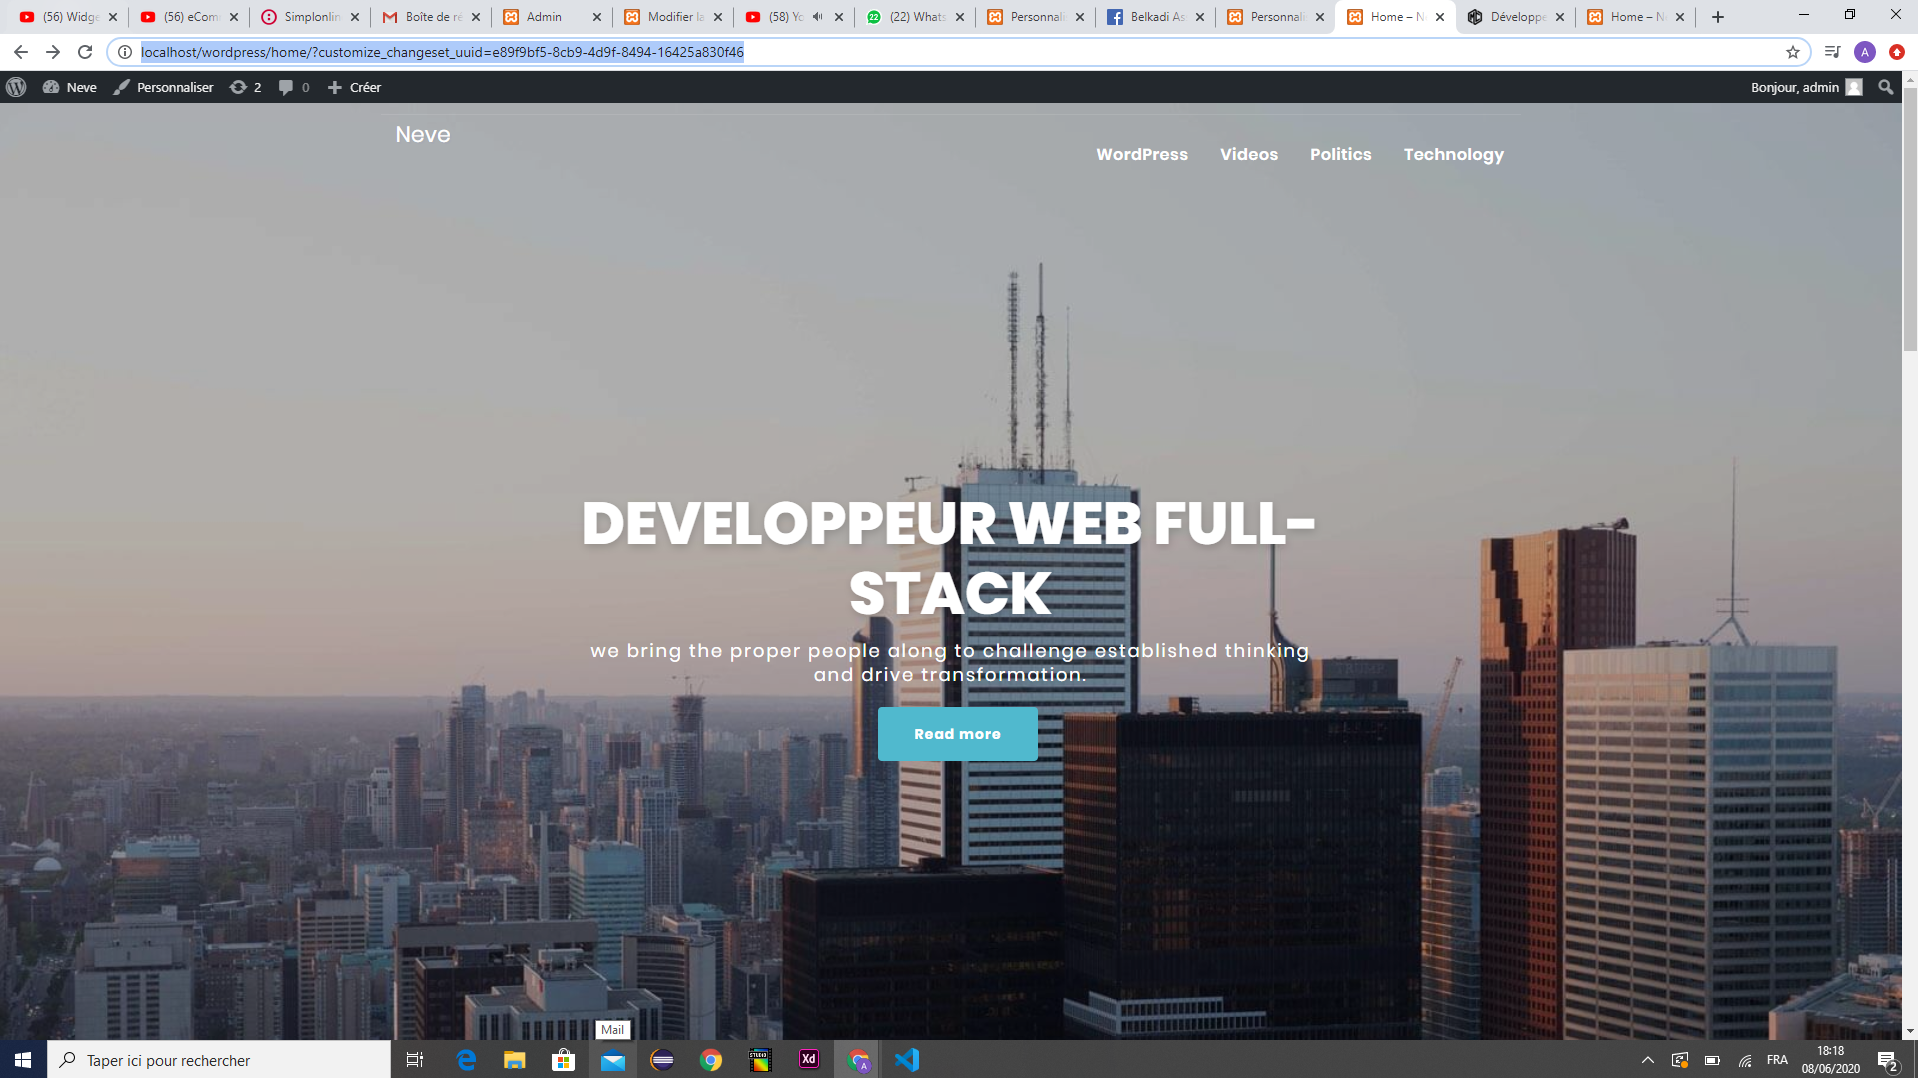 (56) Widge
(56) eCom
Simplonlin
Boîte de ré
Admin
Modifier la
(58) Yo
(22) Whats
Personnali
Belkadi As
Personnali
Home – N
Développe
Home – N
localhost/wordpress/home/?customize_changeset_uuid=e89f9bf5-8cb9-4d9f-8494-16425a830f46
A
Neve
Personnaliser
2
0
Créer
Bonjour, admin
Neve
WordPress
Videos
Politics
Technology
DEVELOPPEUR WEB FULL-
STACK
we bring the proper people along to challenge established thinking
and drive transformation.
Read more
Mail
Taper ici pour rechercher
STUDIO
Xd
A
FRA
18:18
08/06/2020
2